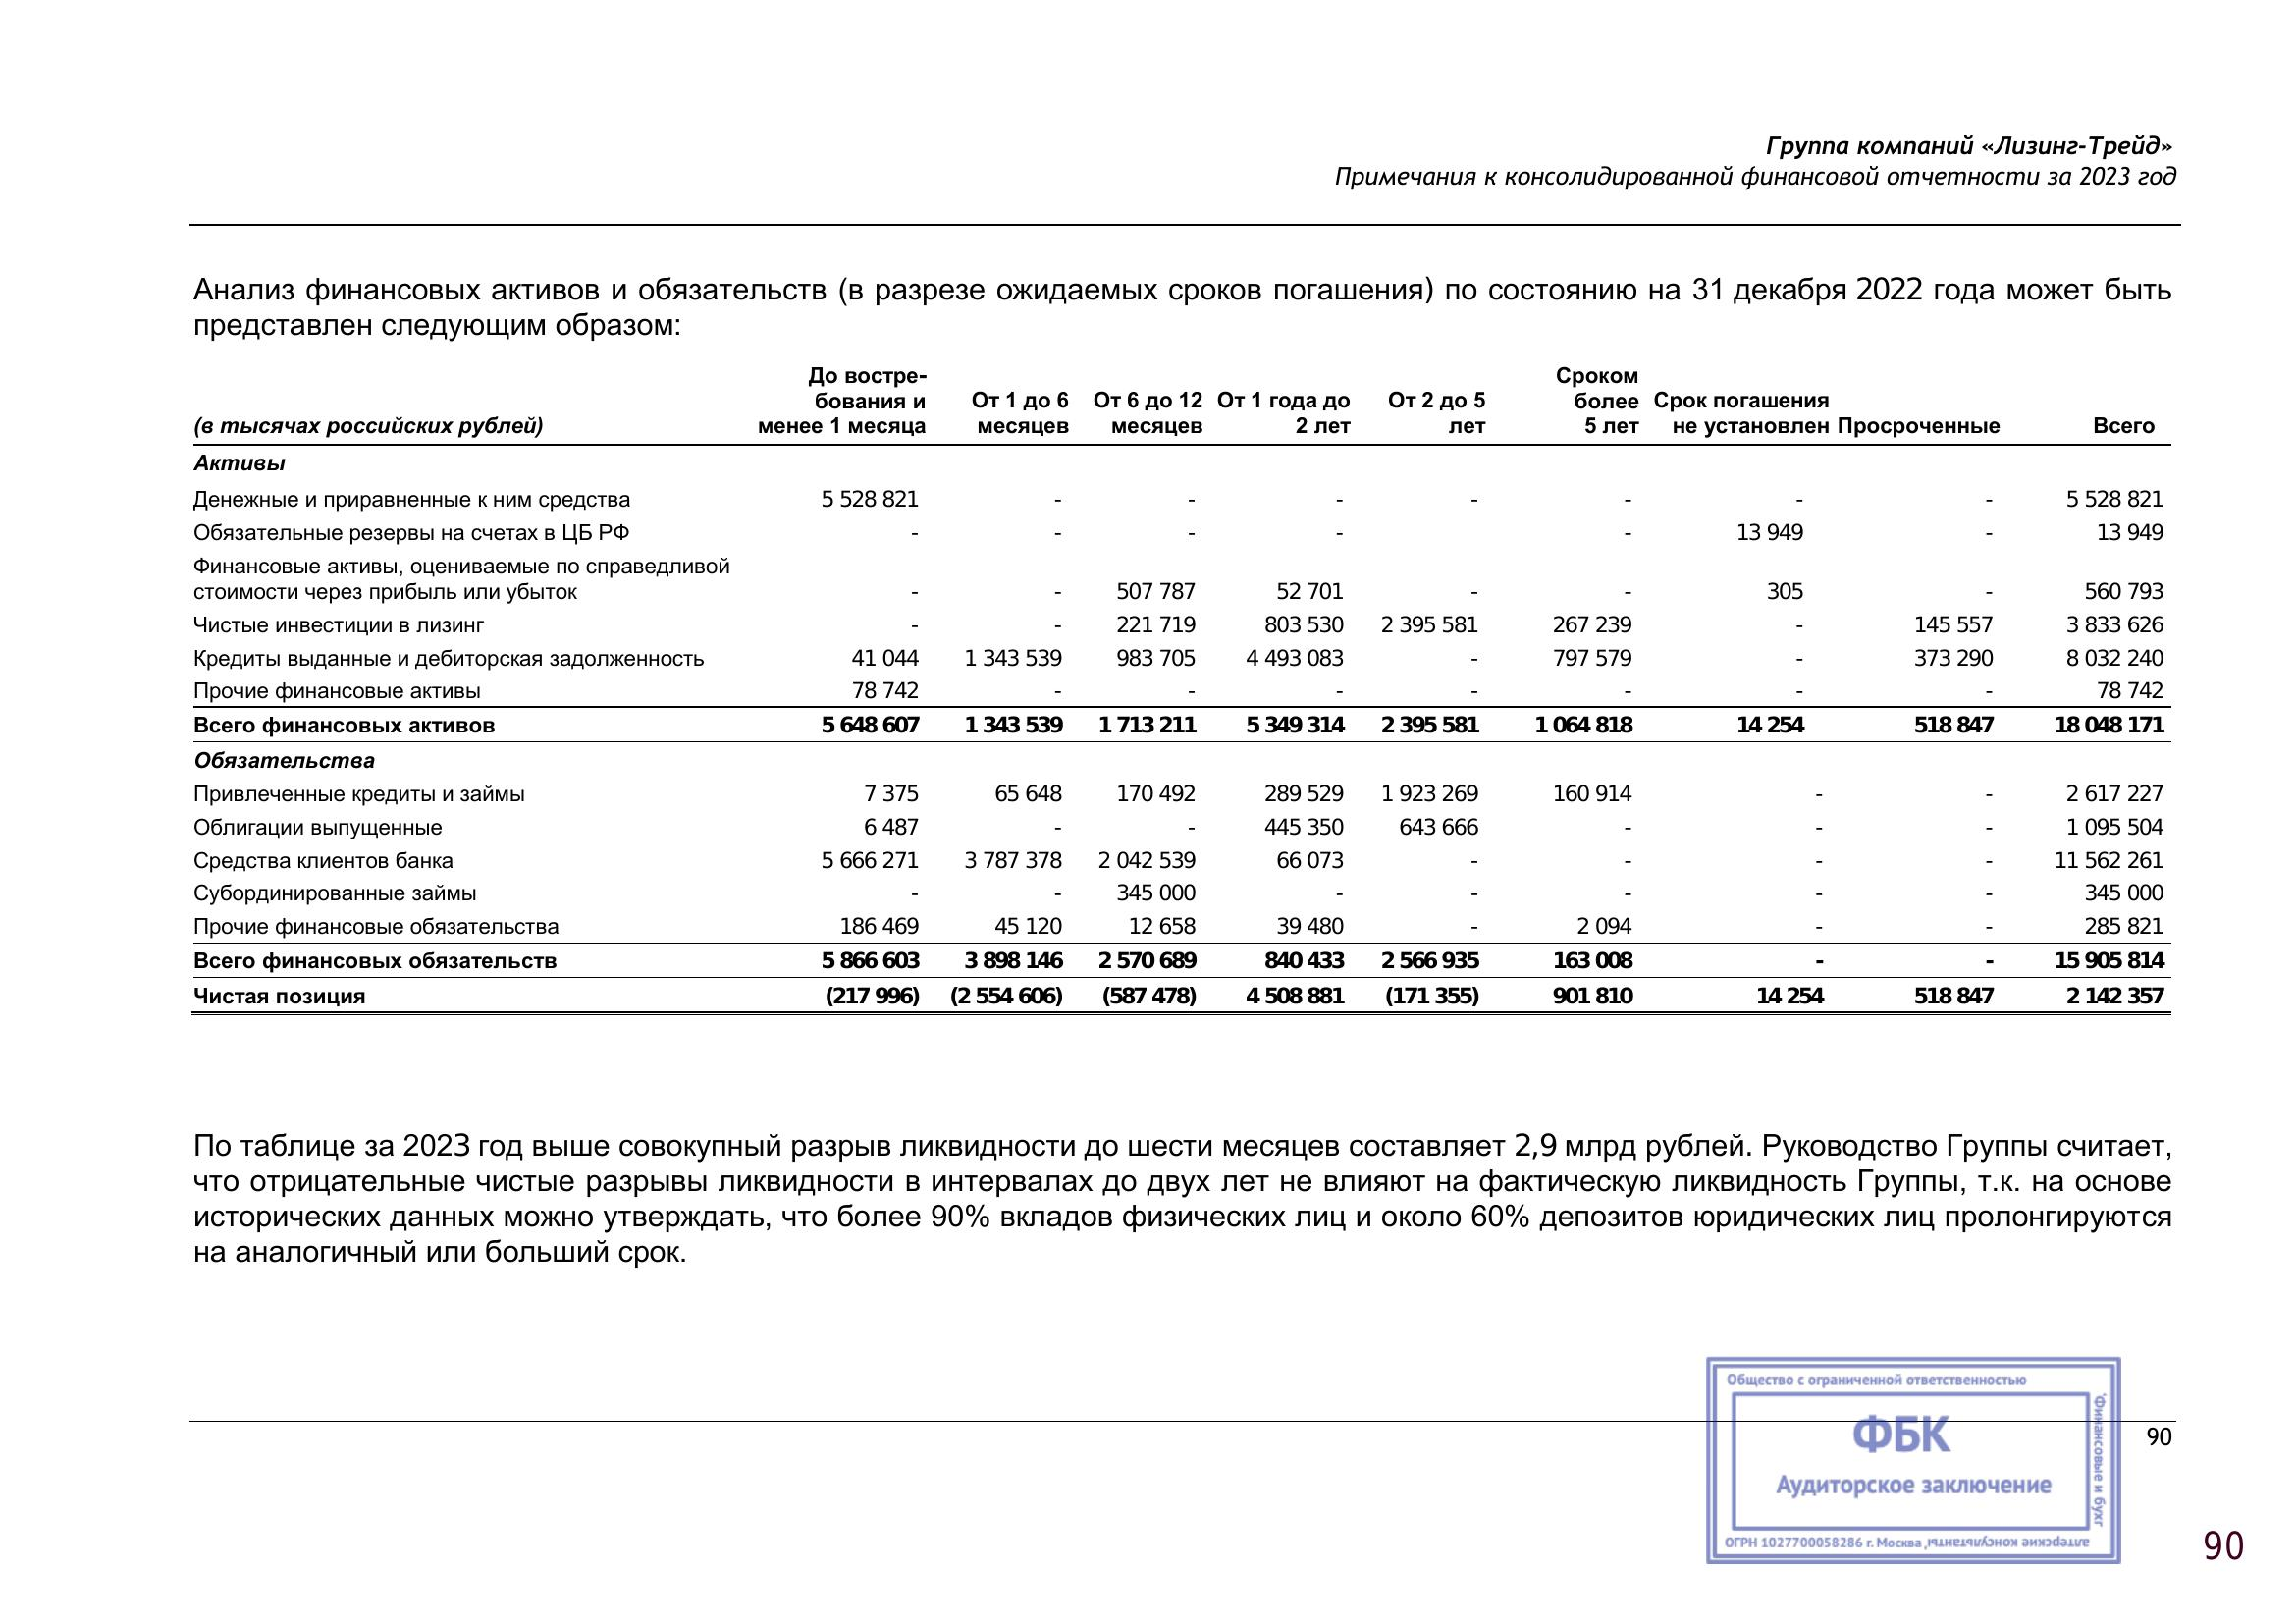 Группа компаний «Лизинг-Трейд»
Примечания к консолидированной финансовой отчетности за 2023 год
Анализ финансовых активов и обязательств (в разрезе ожидаемых сроков погашения) по состоянию на 31 декабря 2022 года может быть
представлен следующим образом:
(в тысячах российских рублей) До востре-бования и менее 1 месяца От 1 до 6 месяцев От 6 до 12 месяцев От 1 года до 2 лет От 2 до 5 лет Сроком более 5 лет Срок погашения не установлен Просроченные Всего
Активы
Денежные и приравненные к ним средства 5 528 821 - - - - - - - 5 528 821
Обязательные резервы на счетах в ЦБ РФ - - - - - 13 949 - 13 949
Финансовые активы, оцениваемые по справедливой
стоимости через прибыль или убыток - - 507 787 52 701 - - 305 - 560 793
Чистые инвестиции в лизинг - - 221 719 803 530 2 395 581 267 239 - 145 557 3 833 626
Кредиты выданные и дебиторская задолженность 41 044 1 343 539 983 705 4 493 083 - 797 579 - 373 290 8 032 240
Прочие финансовые активы 78 742 - - - - - - - 78 742
Всего финансовых активов 5 648 607 1 343 539 1 713 211 5 349 314 2 395 581 1 064 818 14 254 518 847 18 048 171
Обязательства
Привлеченные кредиты и займы 7 375 65 648 170 492 289 529 1 923 269 160 914 - - 2 617 227
Облигации выпущенные 6 487 - - 445 350 643 666 - - - 1 095 504
Средства клиентов банка 5 666 271 3 787 378 2 042 539 66 073 - - - - 11 562 261
Субординированные займы - - 345 000 - - - - - 345 000
Прочие финансовые обязательства 186 469 45 120 12 658 39 480 - 2 094 - - 285 821
Всего финансовых обязательств 5 866 603 3 898 146 2 570 689 840 433 2 566 935 163 008 - - 15 905 814
Чистая позиция (217 996) (2 554 606) (587 478) 4 508 881 (171 355) 901 810 14 254 518 847 2 142 357
По таблице за 2023 год выше совокупный разрыв ликвидности до шести месяцев составляет 2,9 млрд рублей. Руководство Группы считает,
что отрицательные чистые разрывы ликвидности в интервалах до двух лет не влияют на фактическую ликвидность Группы, т.к. на основе
исторических данных можно утверждать, что более 90% вкладов физических лиц и около 60% депозитов юридических лиц пролонгируются
на аналогичный или больший срок.
Общество с ограниченной ответственностью
"Финансовые и бухг
алтерские консультанты,
ФБК
Аудиторское заключение
ОГРН 1027700058286 г. Москва
90
90